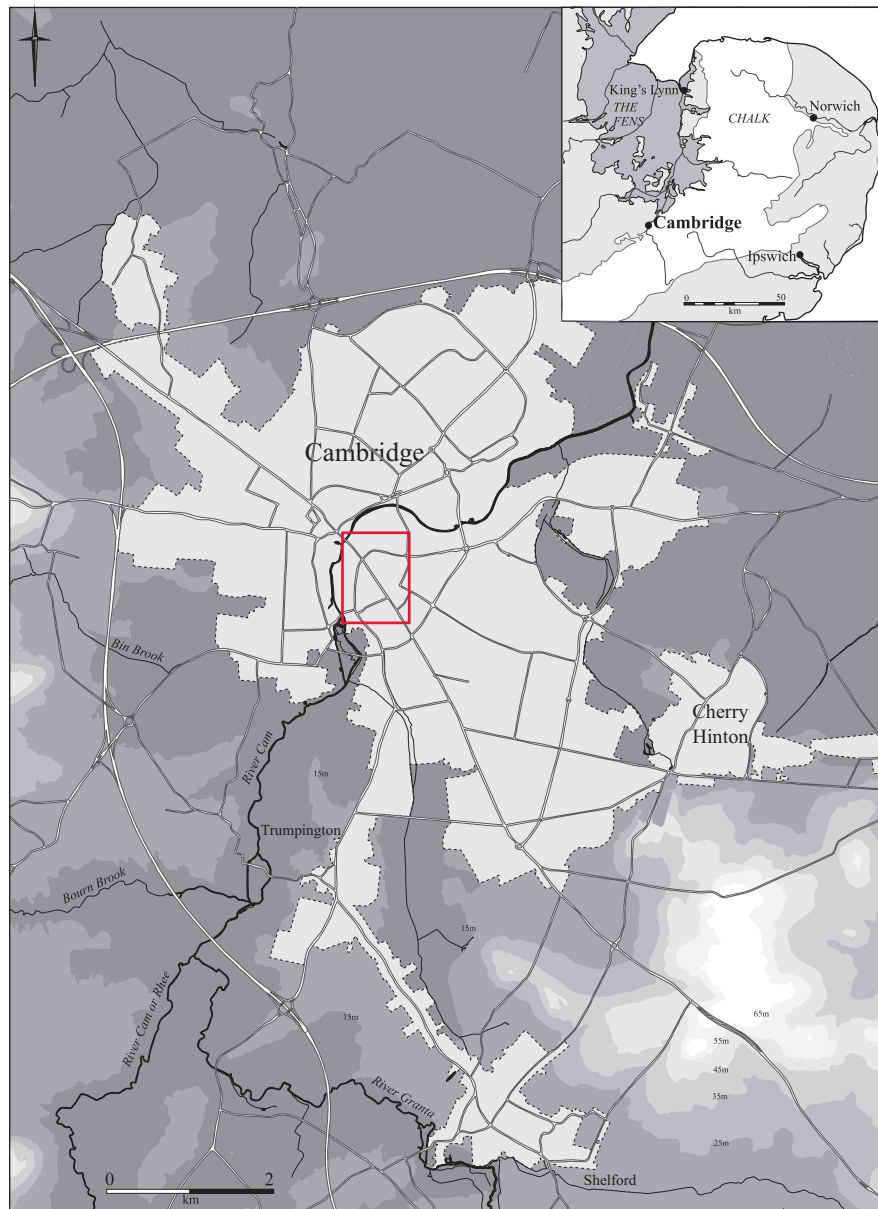 King's Lynn
THE
FENS
CHALK
Norwich
Cambridge
Ipswich
0
50
km
Cambridge
Bin Brook
Cherry
Hinton
River Cam
15m
Trumpington
Bourn Brook
15m
River Cam or Rhee
15m
65m
55m
45m
35m
River Granta
25m
Shelford
0
2
km